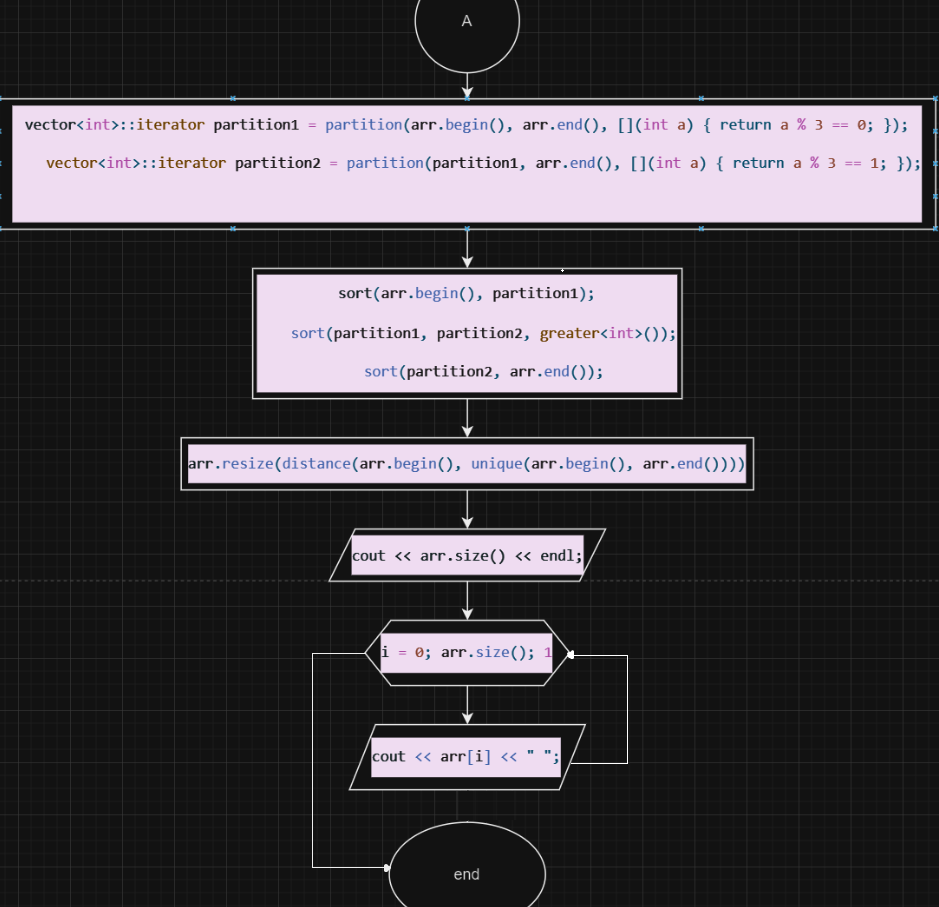 A
vector<int>::iterator partition1 = partition(arr.begin(), arr.end(), [](int a) { return a % 3 == 0; });
vector<int>::iterator partition2 = partition(partition1, arr.end(), [](int a) { return a % 3 == 1; });
sort(arr.begin(), partition1);
sort(partition1, partition2, greater<int>());
sort(partition2, arr.end());
arr.resize(distance(arr.begin(), unique(arr.begin(), arr.end())))
cout << arr.size() << endl;
i = 0; arr.size(); 1
cout << arr[i] << " ";
end